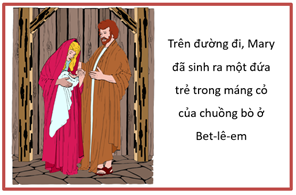 Trên đường đi, Mary
đã sinh ra một đứa
trẻ trong máng cỏ
của chuồng bò ở
Bet-lê-em